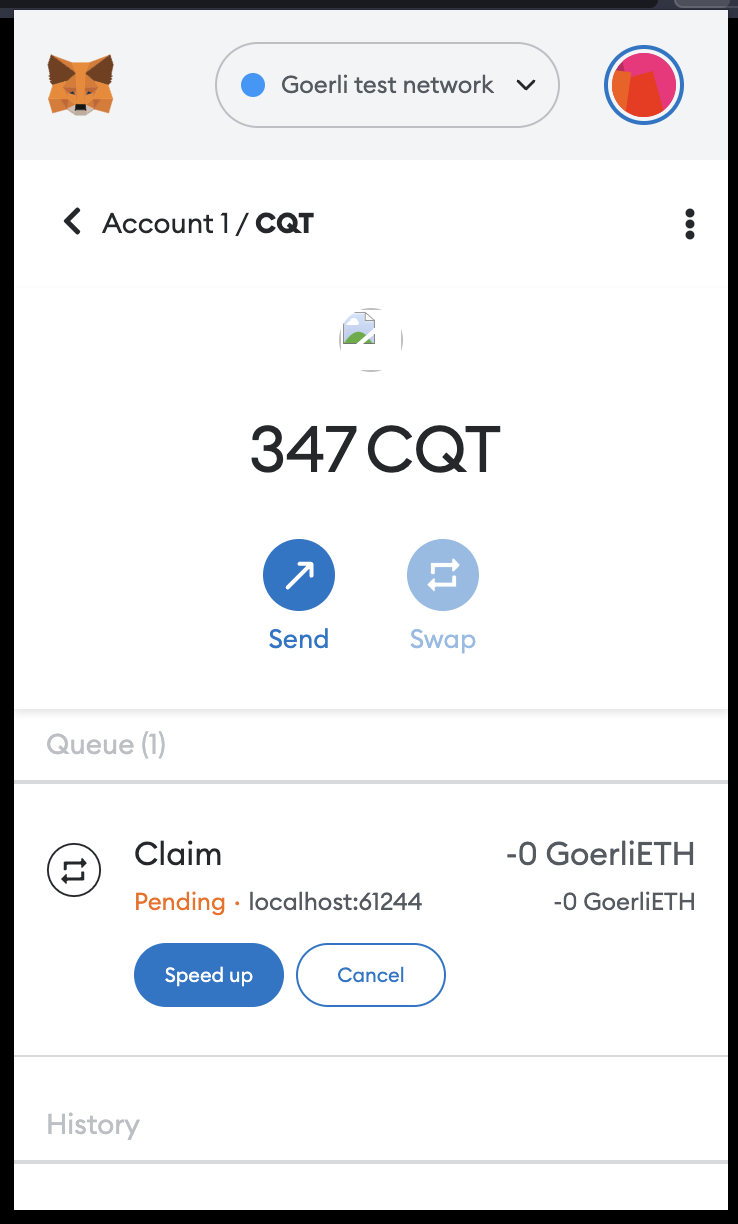 Goerli test network
Account 1 / CQT
347 CQT
Send
Swap
Queue (1)
Claim
-0 GoerliETH
Pending · localhost:61244
-0 GoerliETH
Speed up
Cancel
History